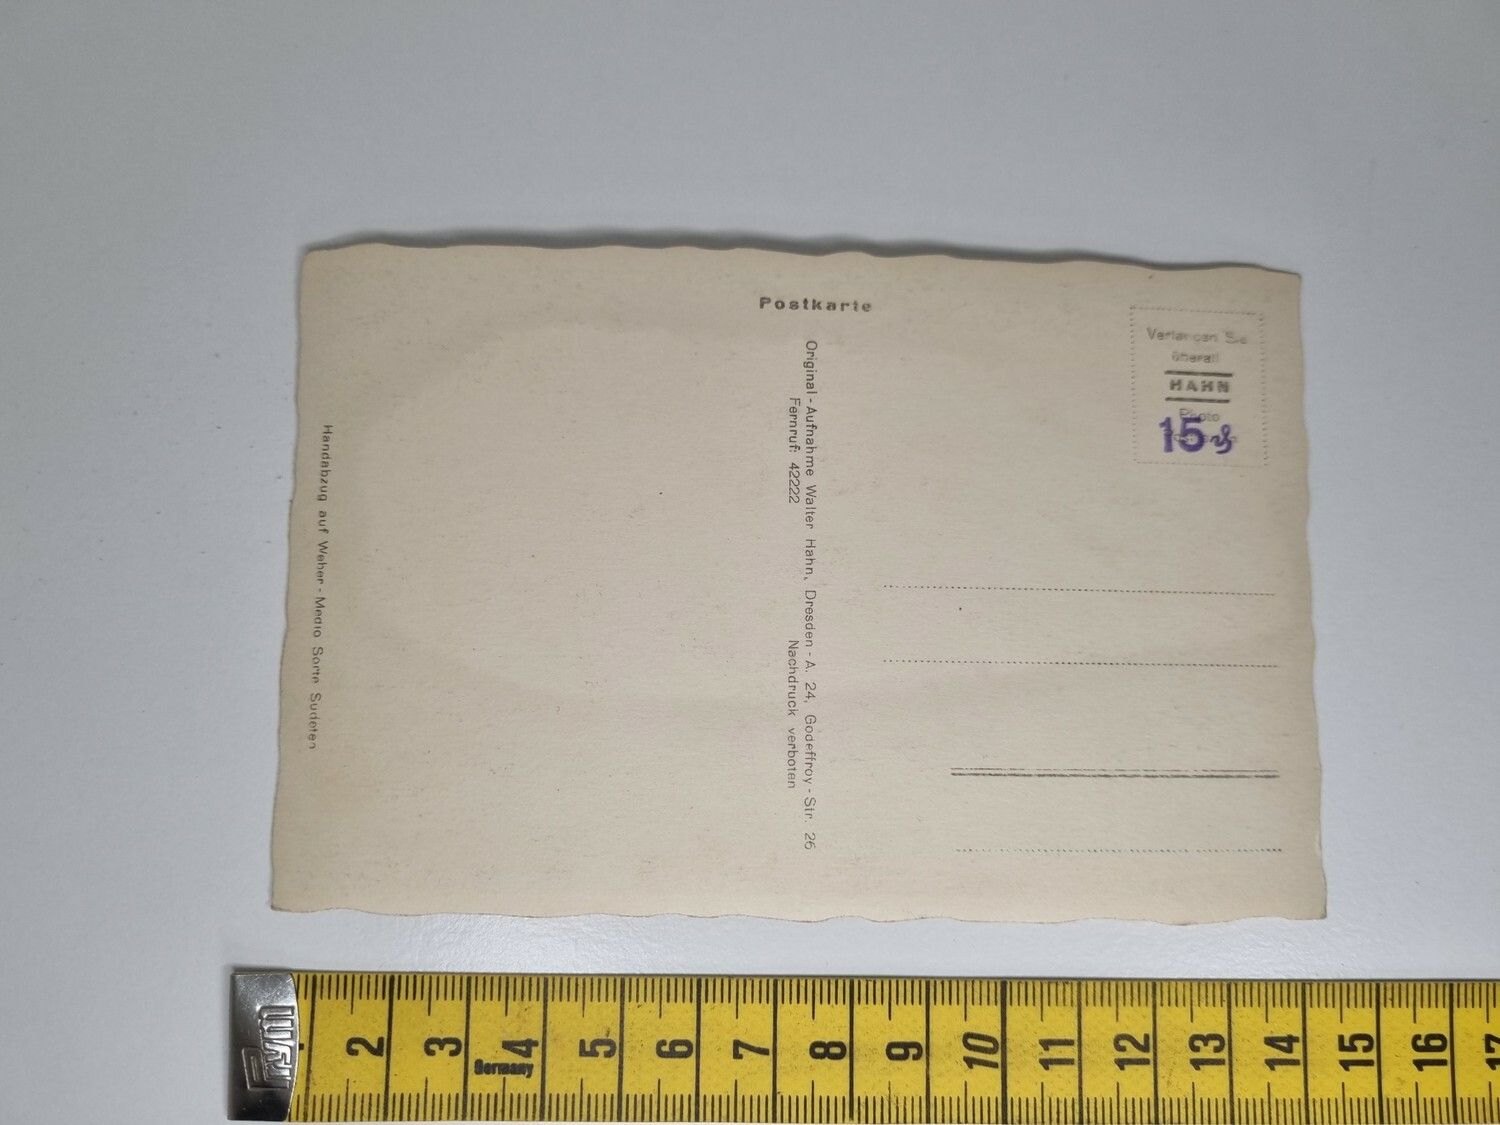 Postkarte
Verlangen Sie
überall
HAHN
Photo
15 ₰
Original - Aufnahme Walter Hahn, Dresden - A. 24, Godeffroy - Str. 26
Fernruf: 42222 Nachdruck verboten
Handabzug auf Weber - Medio Sorte Sudeten
Prym
2 3 4 5 6 7 8 9 10 11 12 13 14 15 16 17
Germany